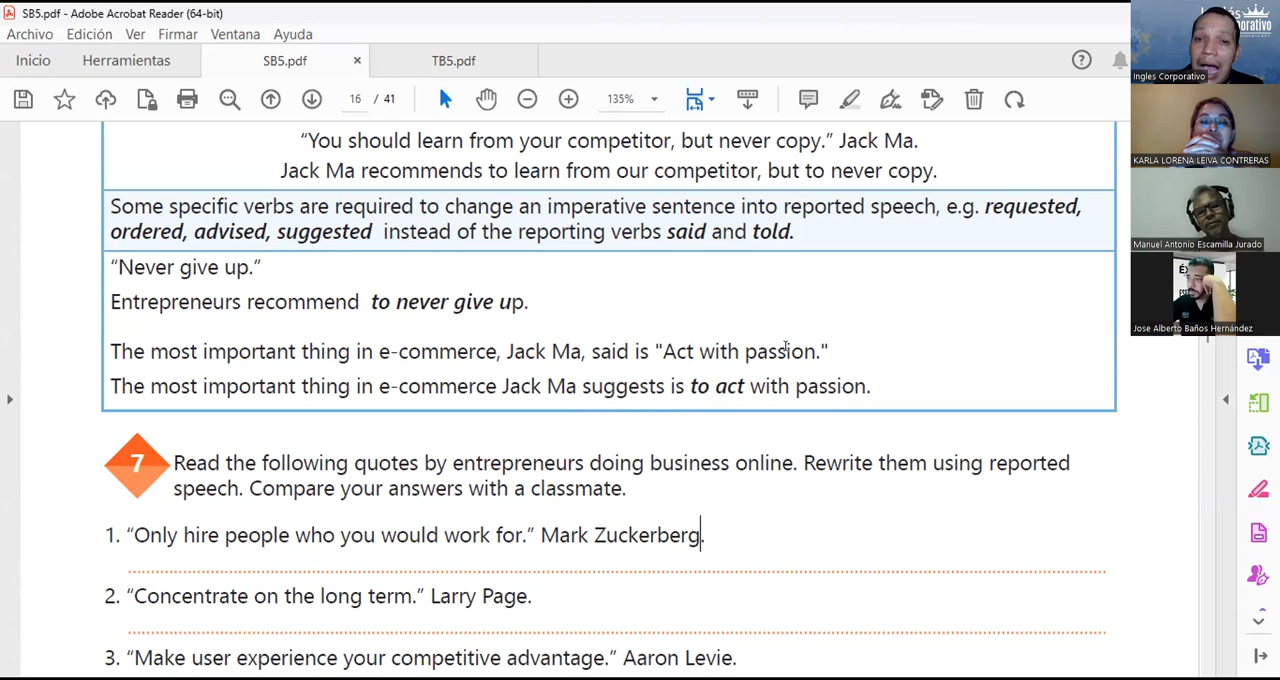 SB5.pdf - Adobe Acrobat Reader (64-bit)
Archivo Edición Ver Firmar Ventana Ayuda
Inicio Herramientas SB5.pdf × TB5.pdf
16 / 41 135%
“You should learn from your competitor, but never copy.” Jack Ma.
Jack Ma recommends to learn from our competitor, but to never copy.
Some specific verbs are required to change an imperative sentence into reported speech, e.g. requested,
ordered, advised, suggested instead of the reporting verbs said and told.
“Never give up.”
Entrepreneurs recommend to never give up.
The most important thing in e-commerce, Jack Ma, said is "Act with passion."
The most important thing in e-commerce Jack Ma suggests is to act with passion.
7 Read the following quotes by entrepreneurs doing business online. Rewrite them using reported
speech. Compare your answers with a classmate.
1. “Only hire people who you would work for.” Mark Zuckerberg.
2. “Concentrate on the long term.” Larry Page.
3. “Make user experience your competitive advantage.” Aaron Levie.
Ingles Corporativo
KARLA LORENA LEIVA CONTRERAS
Manuel Antonio Escamilla Jurado
Jose Alberto Baños Hernández